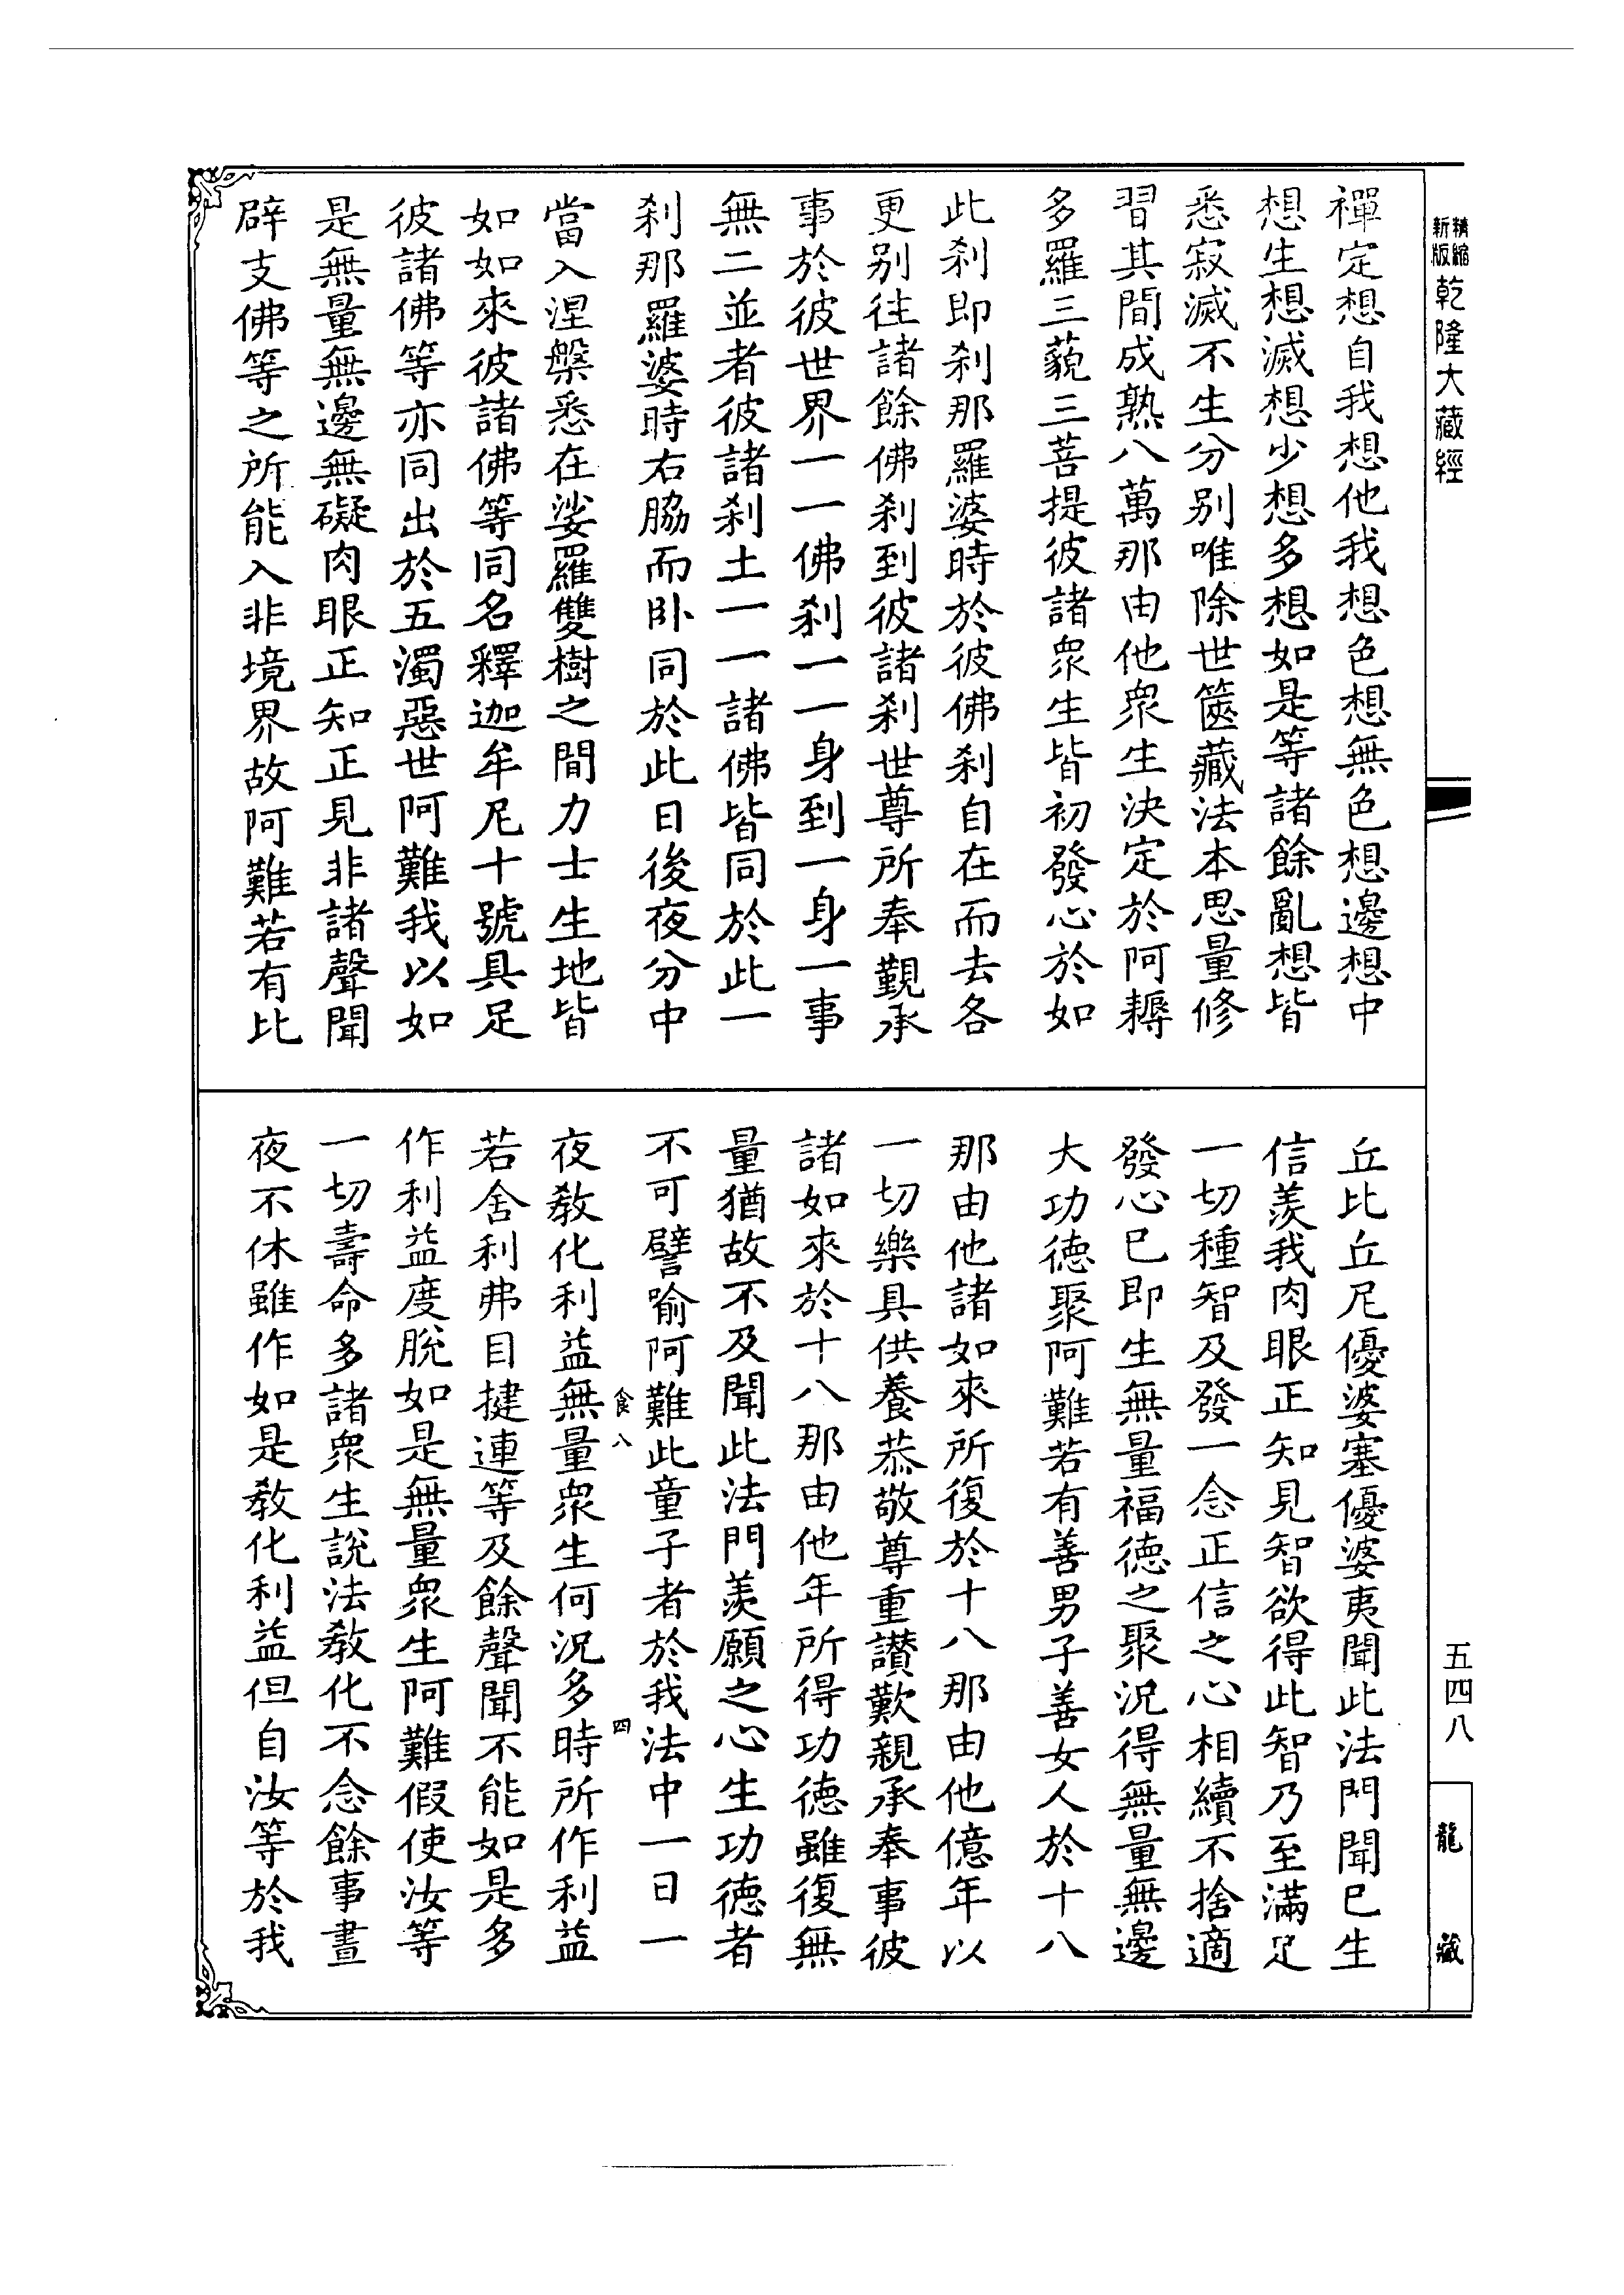 精縮新版乾隆大藏經
五四八
龍藏
禪定想自我想他我想色想無色想邊想中
想生想滅想少想多想如是等諸餘亂想皆
悉寂滅不生分别唯除世篋藏法本思量修
習其間成熟八萬那由他衆生決定於阿耨
多羅三藐三菩提彼諸衆生皆初發心於如
此刹即刹那羅婆時於彼佛刹自在而去各
更别往諸餘佛刹到彼諸刹世尊所奉覲承
事於彼世界一一佛刹一一身到一身一事
無二並者彼諸刹土一一諸佛皆同於此一
刹那羅婆時右脇而卧同於此日後夜分中
當入涅槃悉在娑羅雙樹之間力士生地皆
如如來彼諸佛等同名釋迦牟尼十號具足
彼諸佛等亦同出於五濁惡世阿難我以如
是無量無邊無礙肉眼正知正見非諸聲聞
辟支佛等之所能入非境界故阿難若有比
丘比丘尼優婆塞優婆夷聞此法門聞已生
信羨我肉眼正知見智欲得此智乃至滿足
一切種智及發一念正信之心相續不捨適
發心已即生無量福德之聚況得無量無邊
大功德聚阿難若有善男子善女人於十八
那由他諸如來所復於十八那由他億年以
一切樂具供養恭敬尊重讃歎親承奉事彼
諸如來於十八那由他年所得功德雖復無
量猶故不及聞此法門羨願之心生功德者
不可譬喻阿難此童子者於我法中一日一
食八 四
夜教化利益無量衆生何況多時所作利益
若舍利弗目揵連等及餘聲聞不能如是多
作利益度脫如是無量衆生阿難假使汝等
一切壽命多諸衆生說法教化不念餘事晝
夜不休雖作如是教化利益但自汝等於我